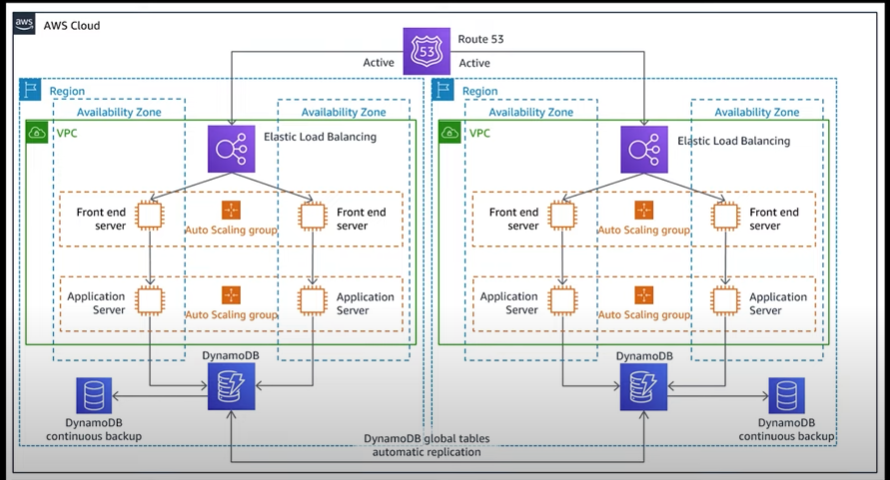 aws
AWS Cloud
Route 53
53
Active
Active
Region
Region
Availability Zone
Availability Zone
Availability Zone
Availability Zone
VPC
Elastic Load Balancing
VPC
Elastic Load Balancing
Front end
server
Auto Scaling group
Front end
server
Front end
server
Auto Scaling group
Front end
server
Application
Server
Auto Scaling group
Application
Server
Application
Server
Auto Scaling group
Application
Server
DynamoDB
DynamoDB
DynamoDB
continuous backup
DynamoDB
continuous backup
DynamoDB global tables
automatic replication